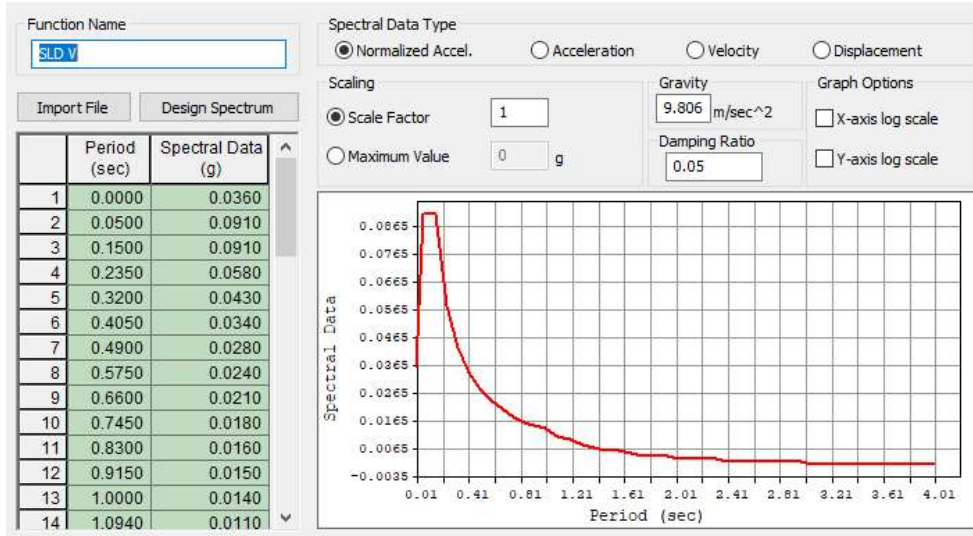 Function Name
SLD V
Import File
Design Spectrum
Period (sec) Spectral Data (g)
1 0.0000 0.0360
2 0.0500 0.0910
3 0.1500 0.0910
4 0.2350 0.0580
5 0.3200 0.0430
6 0.4050 0.0340
7 0.4900 0.0280
8 0.5750 0.0240
9 0.6600 0.0210
10 0.7450 0.0180
11 0.8300 0.0160
12 0.9150 0.0150
13 1.0000 0.0140
14 1.0940 0.0110
Spectral Data Type
Normalized Accel. Acceleration Velocity Displacement
Scaling
Scale Factor 1
Maximum Value 0 g
Gravity
9.806 m/sec^2
Damping Ratio
0.05
Graph Options
X-axis log scale
Y-axis log scale
Spectral Data
0.0865
0.0765
0.0665
0.0565
0.0465
0.0365
0.0265
0.0165
0.0065
-0.0035
0.01 0.41 0.81 1.21 1.61 2.01 2.41 2.81 3.21 3.61 4.01
Period (sec)